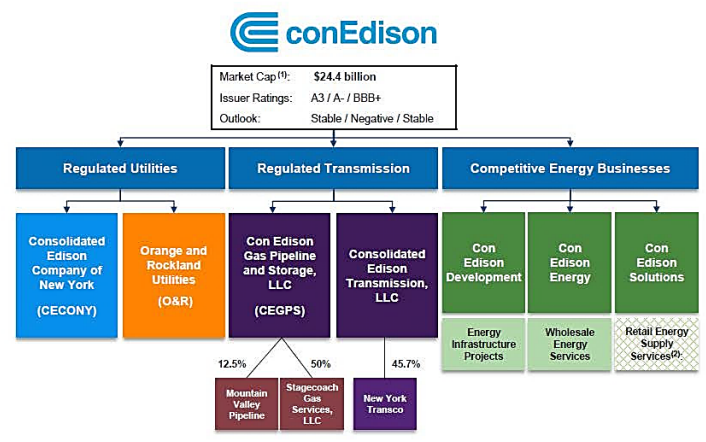 conEdison
Market Cap(1): $24.4 billion
Issuer Ratings: A3 / A- / BBB+
Outlook: Stable / Negative / Stable
Regulated Utilities
Regulated Transmission
Competitive Energy Businesses
Consolidated
Edison
Company of
New York
(CECONY)
Orange and
Rockland
Utilities
(O&R)
Con Edison
Gas Pipeline
and Storage,
LLC
(CEGPS)
Consolidated
Edison
Transmission,
LLC
Con
Edison
Development
Con
Edison
Energy
Con
Edison
Solutions
Energy
Infrastructure
Projects
Wholesale
Energy
Services
Retail Energy
Supply
Services(2)
12.5%
50%
45.7%
Mountain
Valley
Pipeline
Stagecoach
Gas
Services,
LLC
New York
Transco